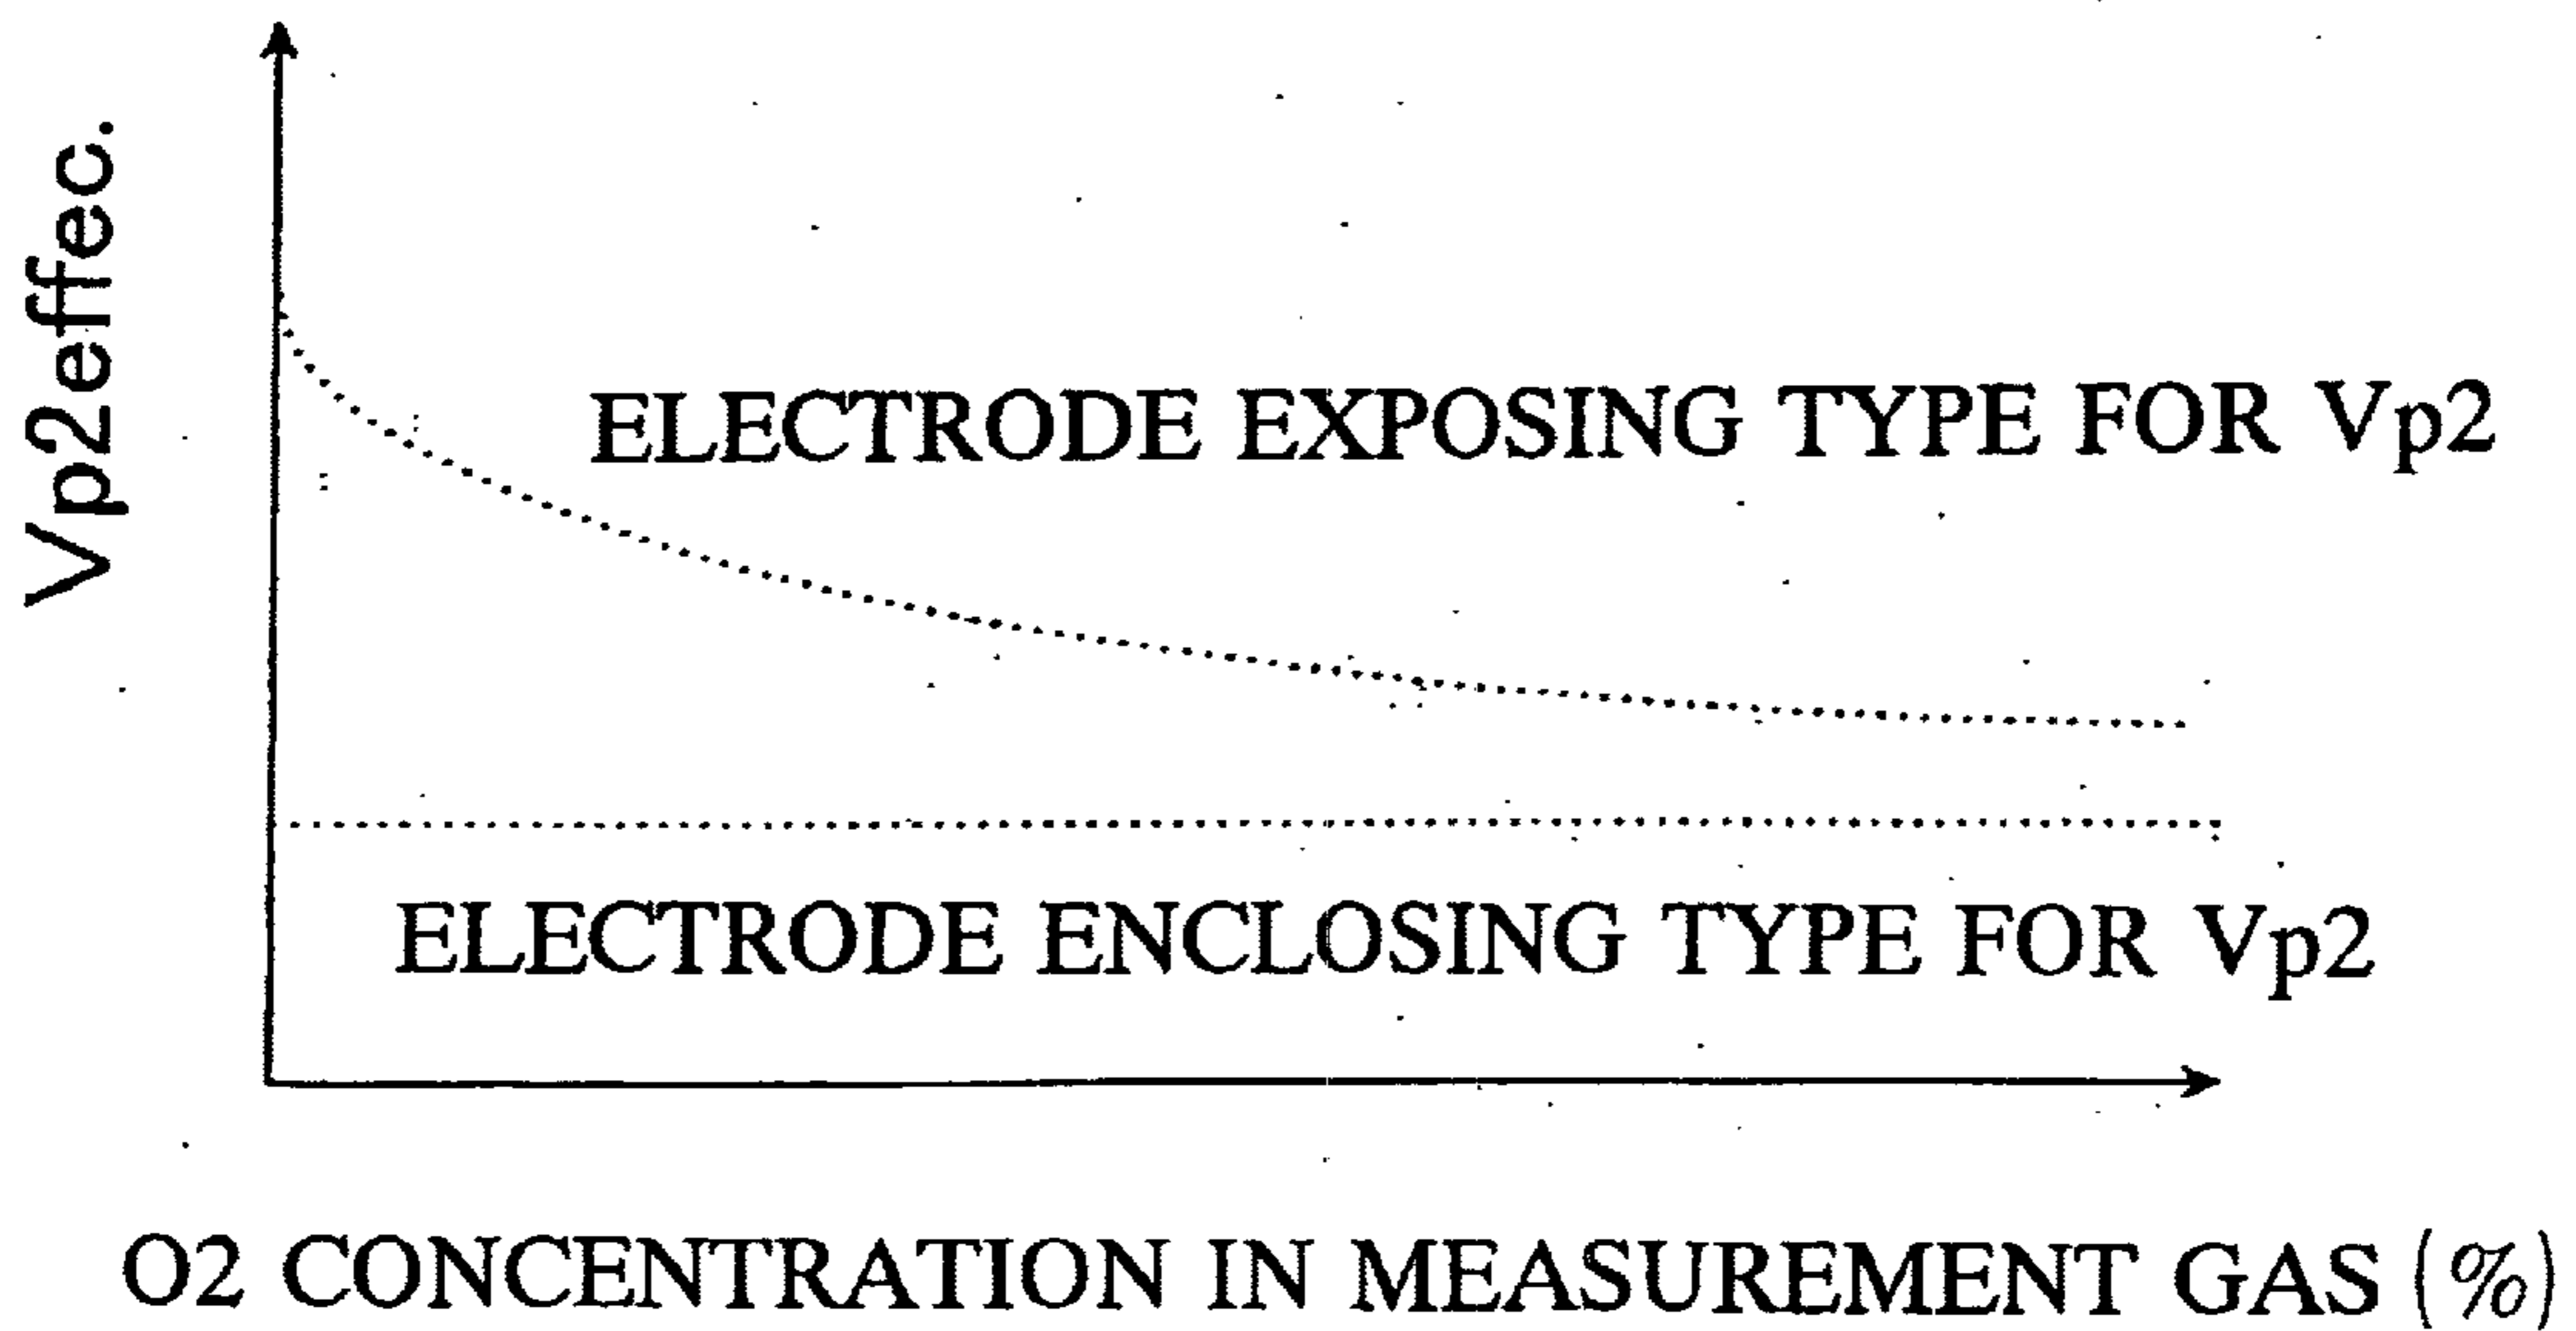 Vp2effec.
ELECTRODE EXPOSING TYPE FOR Vp2
ELECTRODE ENCLOSING TYPE FOR Vp2
O2 CONCENTRATION IN MEASUREMENT GAS (%)